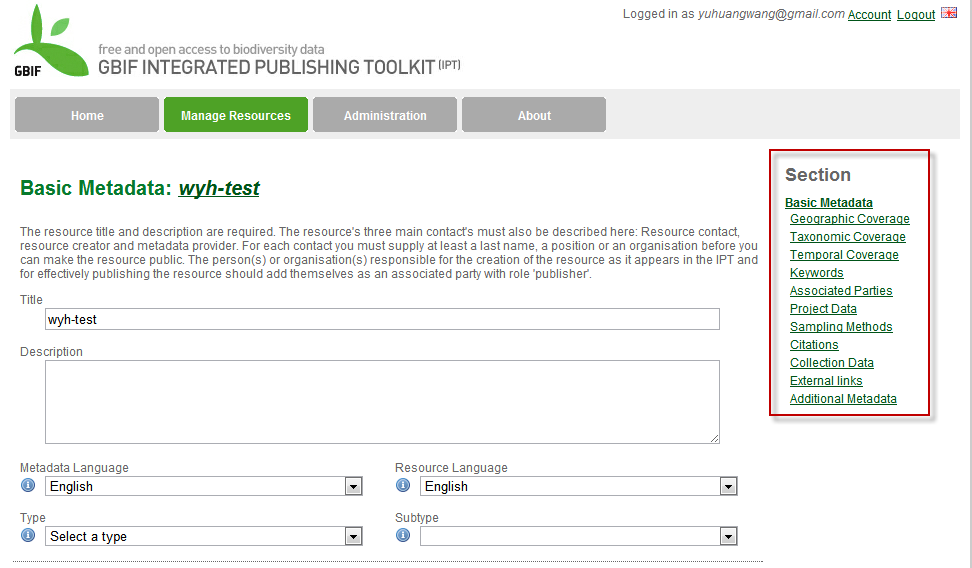 Logged in as yuhuangwang@gmail.com Account Logout
free and open access to biodiversity data
GBIF
GBIF INTEGRATED PUBLISHING TOOLKIT (IPT)
Home
Manage Resources
Administration
About
Basic Metadata: wyh-test
The resource title and description are required. The resource's three main contact's must also be described here: Resource contact,
resource creator and metadata provider. For each contact you must supply at least a last name, a position or an organisation before you
can make the resource public. The person(s) or organisation(s) responsible for the creation of the resource as it appears in the IPT and
for effectively publishing the resource should add themselves as an associated party with role 'publisher'.
Title
wyh-test
Description
Metadata Language
English
Resource Language
English
Type
Select a type
Subtype
Section
Basic Metadata
Geographic Coverage
Taxonomic Coverage
Temporal Coverage
Keywords
Associated Parties
Project Data
Sampling Methods
Citations
Collection Data
External links
Additional Metadata